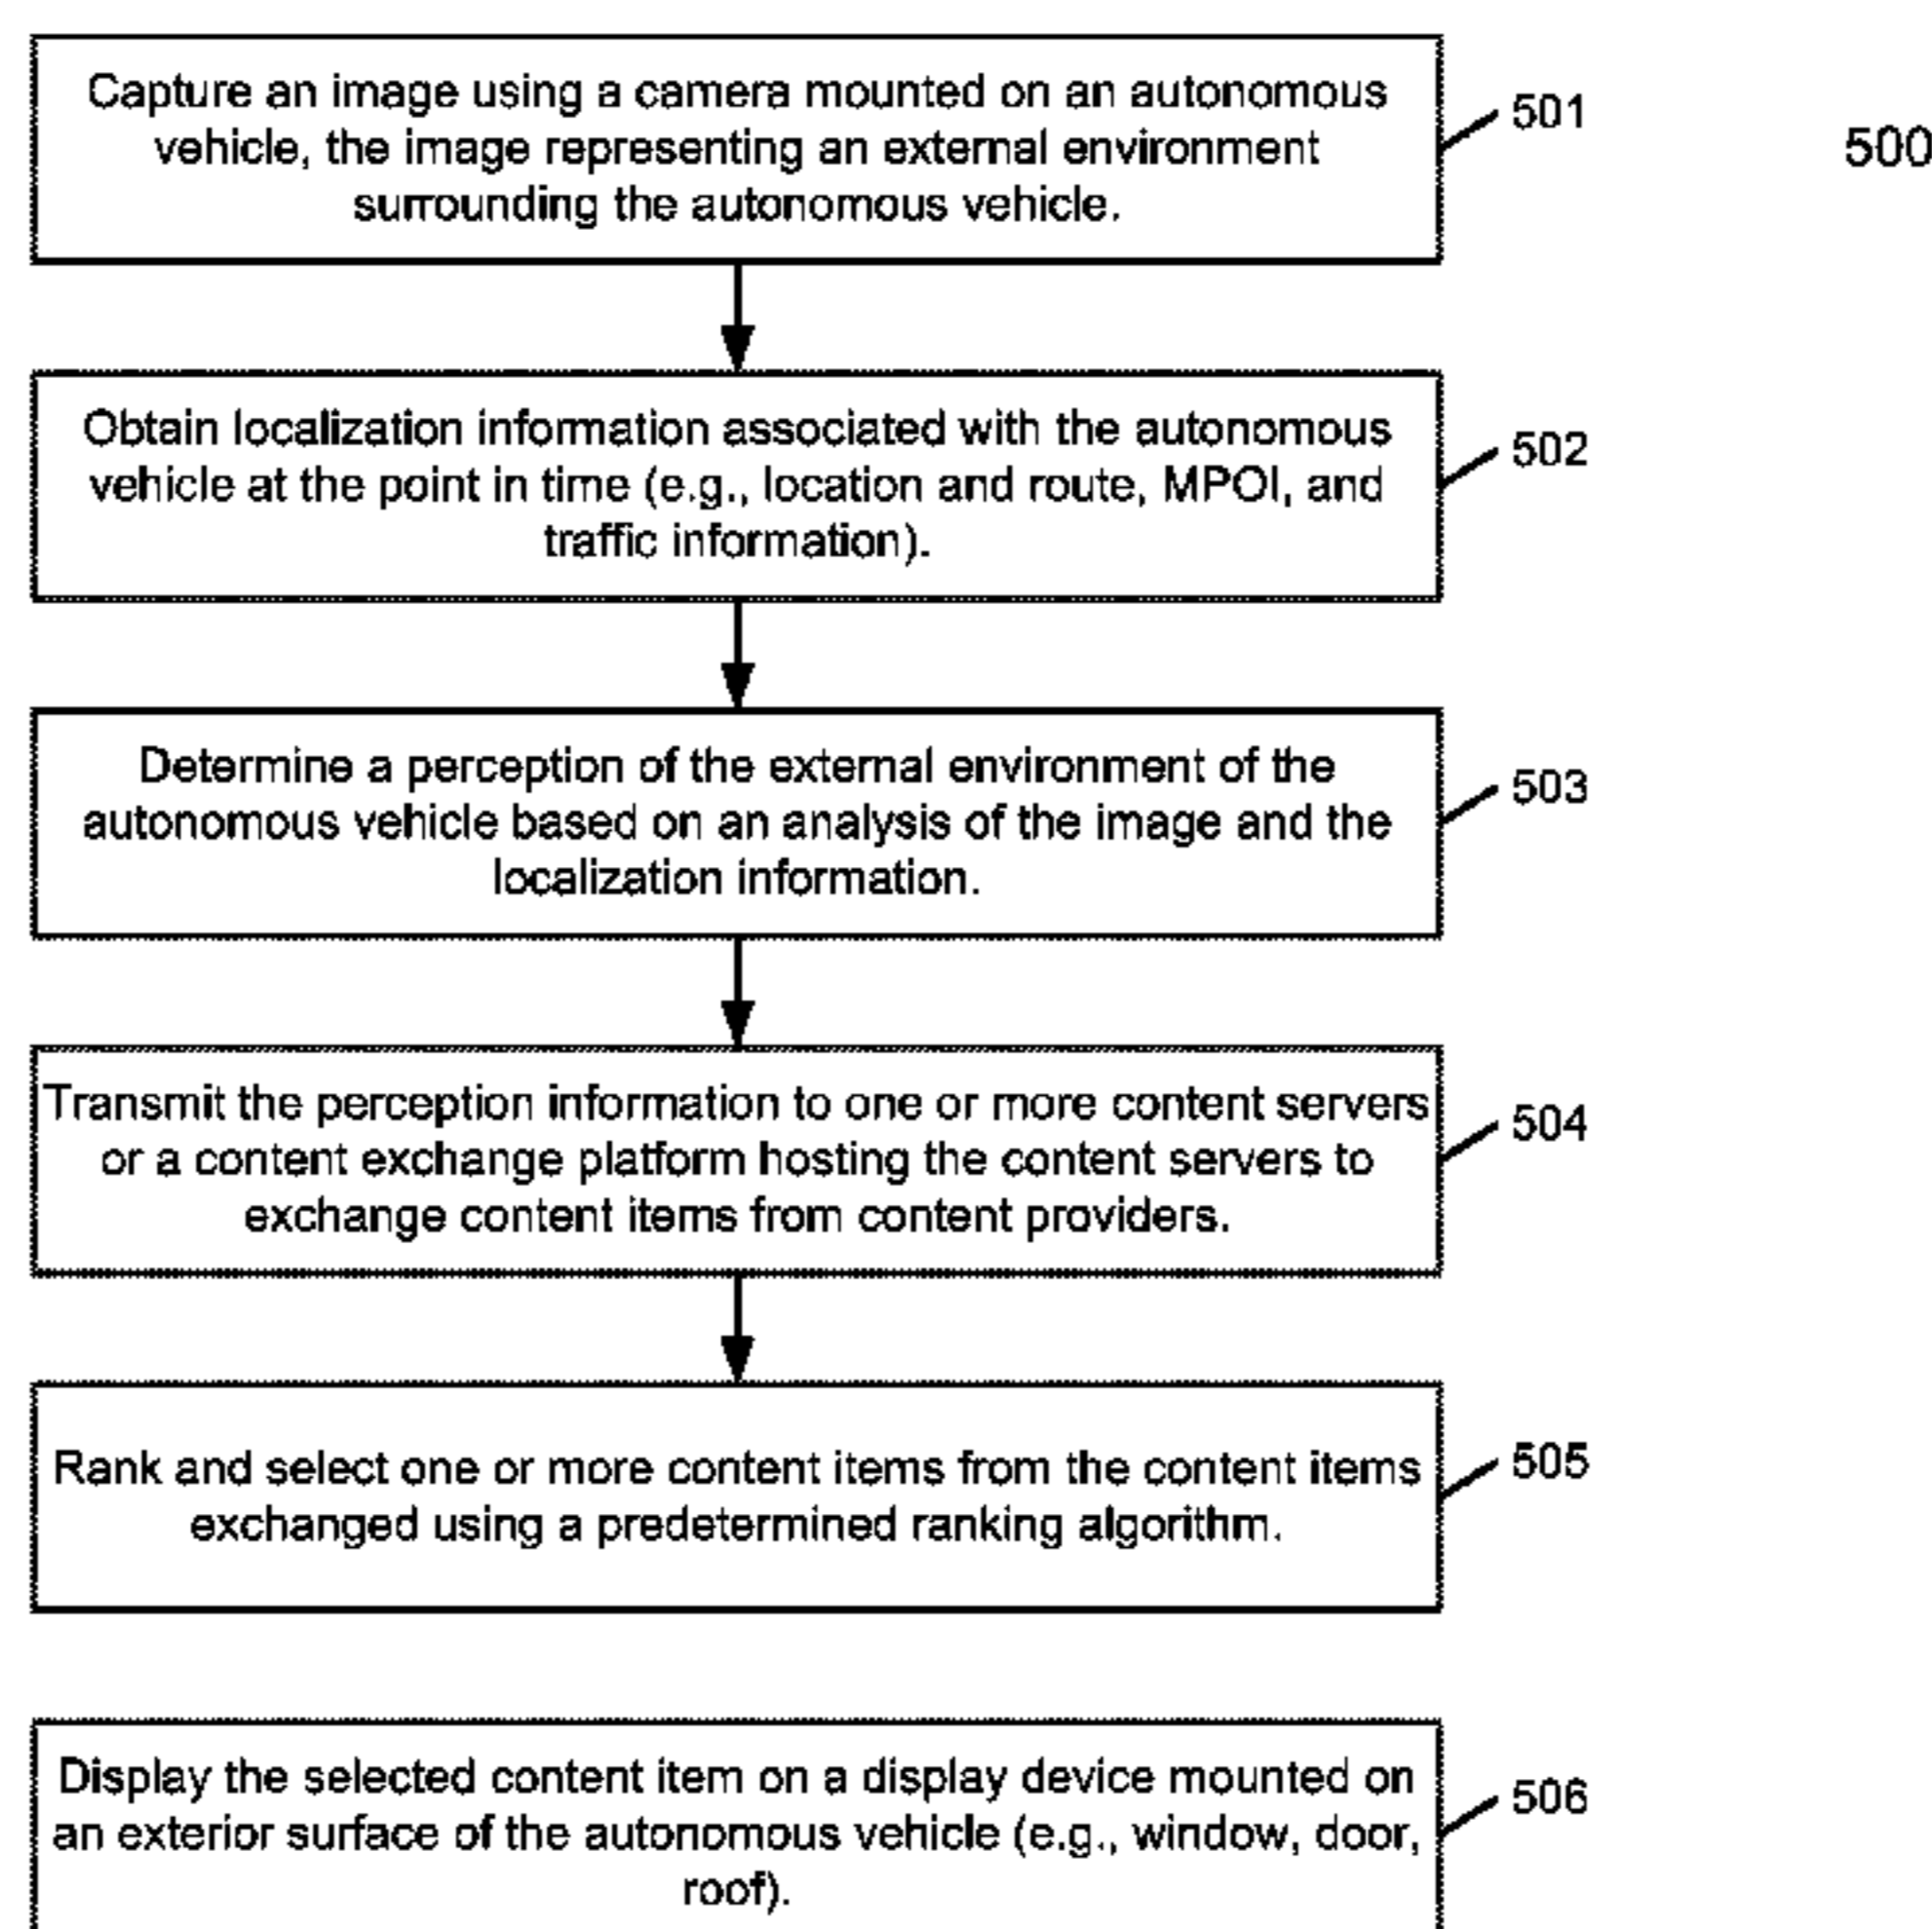 Capture an image using a camera mounted on an autonomous
vehicle, the image representing an external environment
surrounding the autonomous vehicle.
501
500
Obtain localization information associated with the autonomous
vehicle at the point in time (e.g., location and route, MPOI, and
traffic information).
502
Determine a perception of the external environment of the
autonomous vehicle based on an analysis of the image and the
localization information.
503
Transmit the perception information to one or more content servers
or a content exchange platform hosting the content servers to
exchange content items from content providers.
504
Rank and select one or more content items from the content items
exchanged using a predetermined ranking algorithm.
505
Display the selected content item on a display device mounted on
an exterior surface of the autonomous vehicle (e.g., window, door,
roof).
506